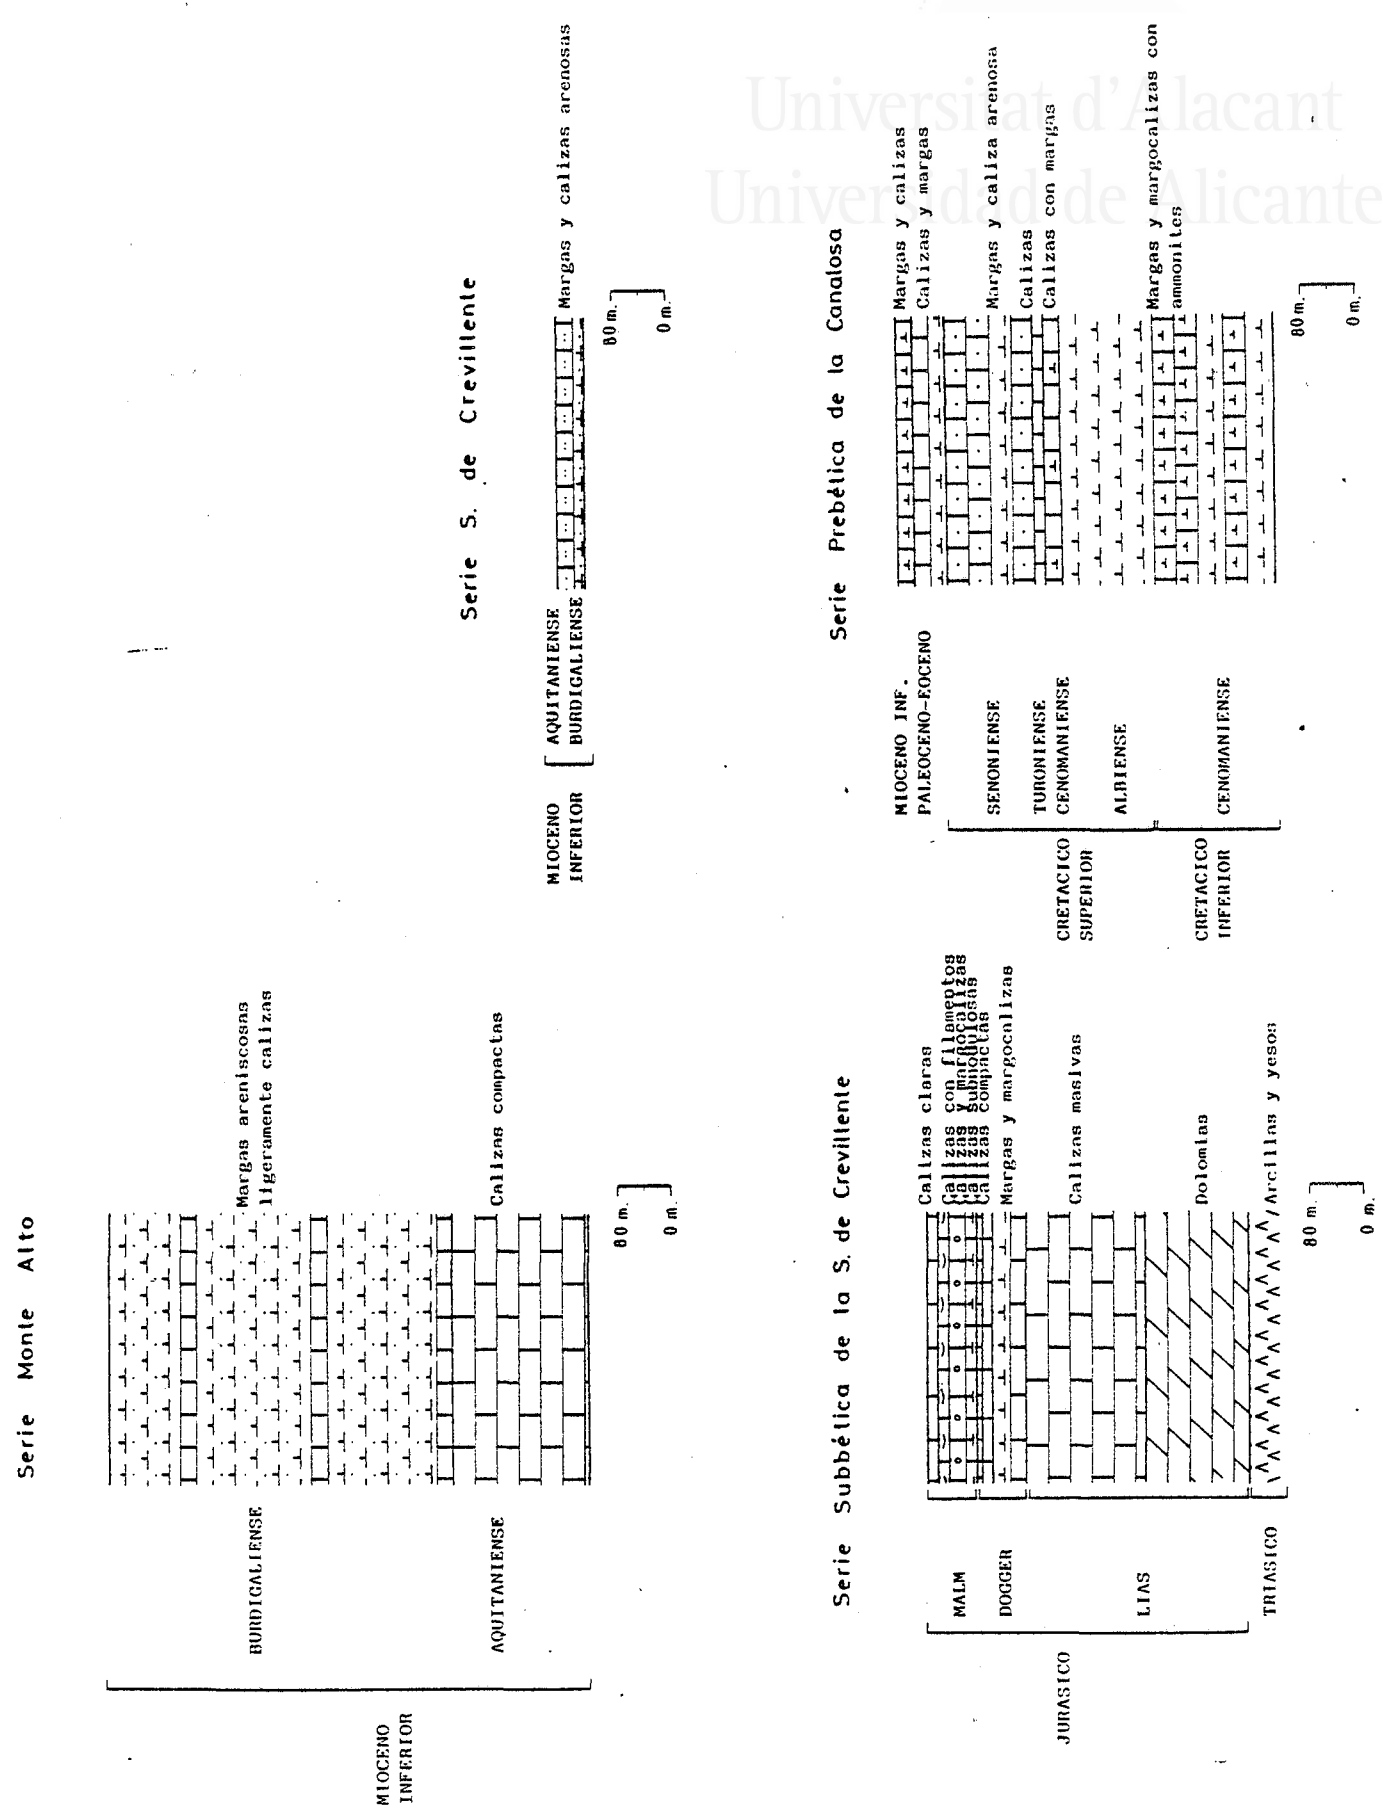 Universitat d'Alacant
Universidad de Alicante
Serie Monte Alto
MIOCENO
INFERIOR
BURDIGALIENSE
AQUITANIENSE
Margas areniscosas
ligeramente calizas
Calizas compactas
80 m.
0 m.
Serie S. de Crevillente
MIOCENO
INFERIOR
AQUITANIENSE
BURDIGALIENSE
Margas y calizas arenosas
80 m.
0 m.
Serie Subbética de la S. de Crevillente
JURASICO
MALM
DOGGER
LIAS
TRIASICO
Calizas claras
Calizas con filamentos
Calizas y margocalizas
Calizas subnodulosas
Calizas compactas
Margas y margocalizas
Calizas masivas
Dolomias
Arcillas y yesos
80 m.
0 m.
Serie Prebética de la Canalosa
MIOCENO INF.
PALEOCENO-EOCENO
CRETACICO
SUPERIOR
SENONIENSE
TURONIENSE
CENOMANIENSE
ALBIENSE
CRETACICO
INFERIOR
CENOMANIENSE
Margas y calizas
Calizas y margas
Margas y caliza arenosa
Calizas
Calizas con margas
Margas y margocalizas con
ammonites
80 m.
0 m.